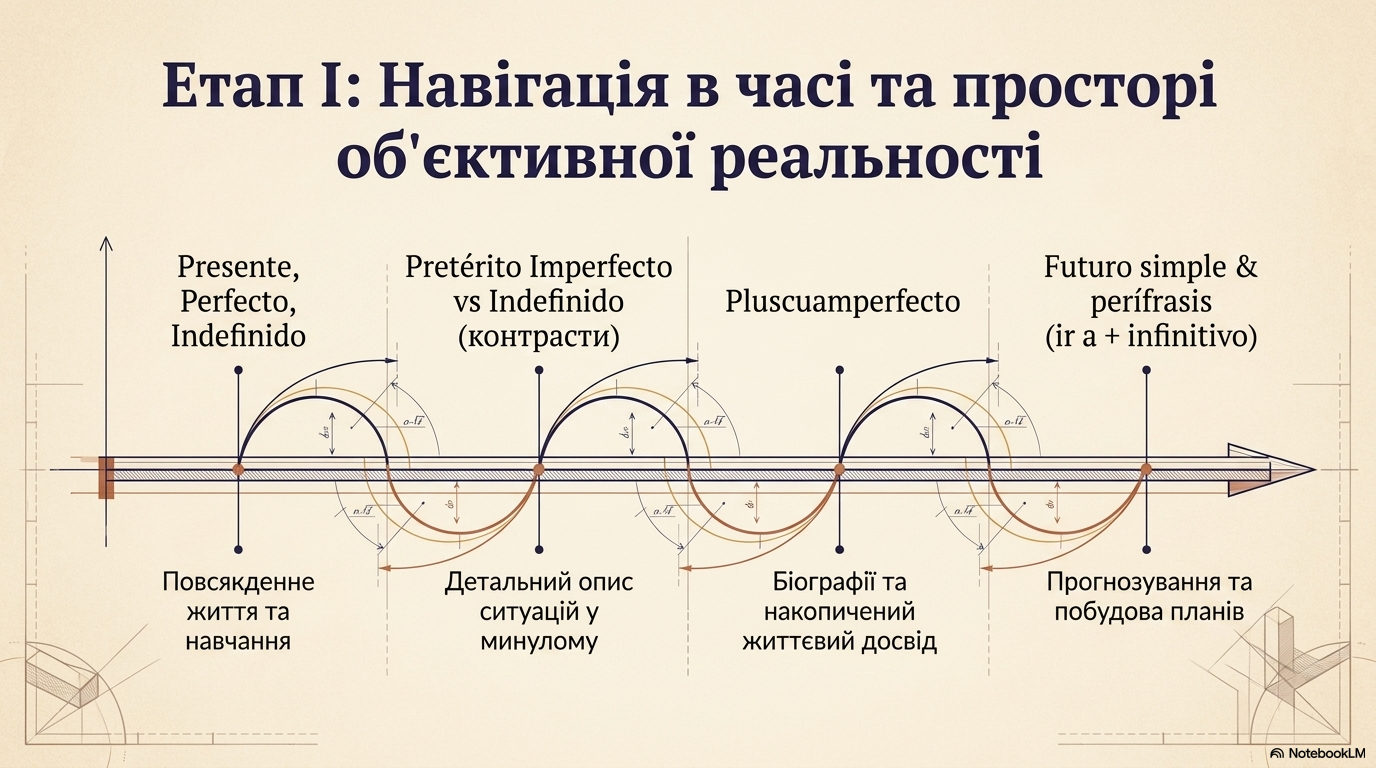 Етап I: Навігація в часі та просторі
об'єктивної реальності
Presente,
Perfecto,
Indefinido
Pretérito Imperfecto
vs Indefinido
(контрасти)
Pluscuamperfecto
Futuro simple &
perífrasis
(ir a + infinitivo)
Повсякденне
життя та
навчання
Детальний опис
ситуацій у
минулому
Біографії та
накопичений
життєвий досвід
Прогнозування та
побудова планів
NotebookLM